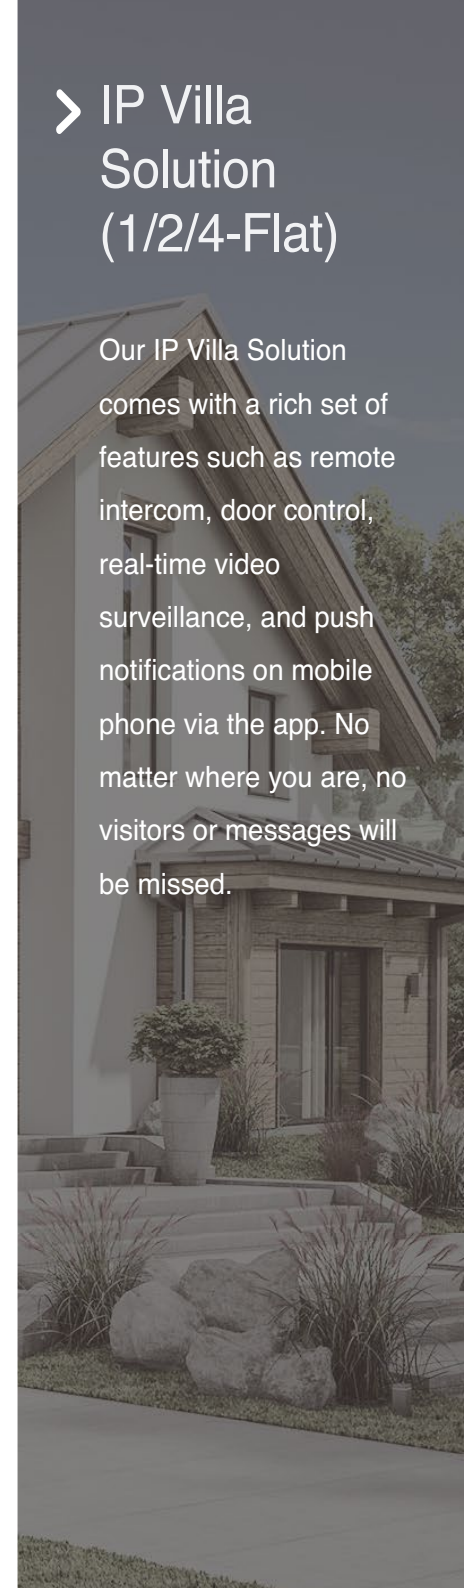 IP Villa
Solution
(1/2/4-Flat)
Our IP Villa Solution
comes with a rich set of
features such as remote
intercom, door control,
real-time video
surveillance, and push
notifications on mobile
phone via the app. No
matter where you are, no
visitors or messages will
be missed.